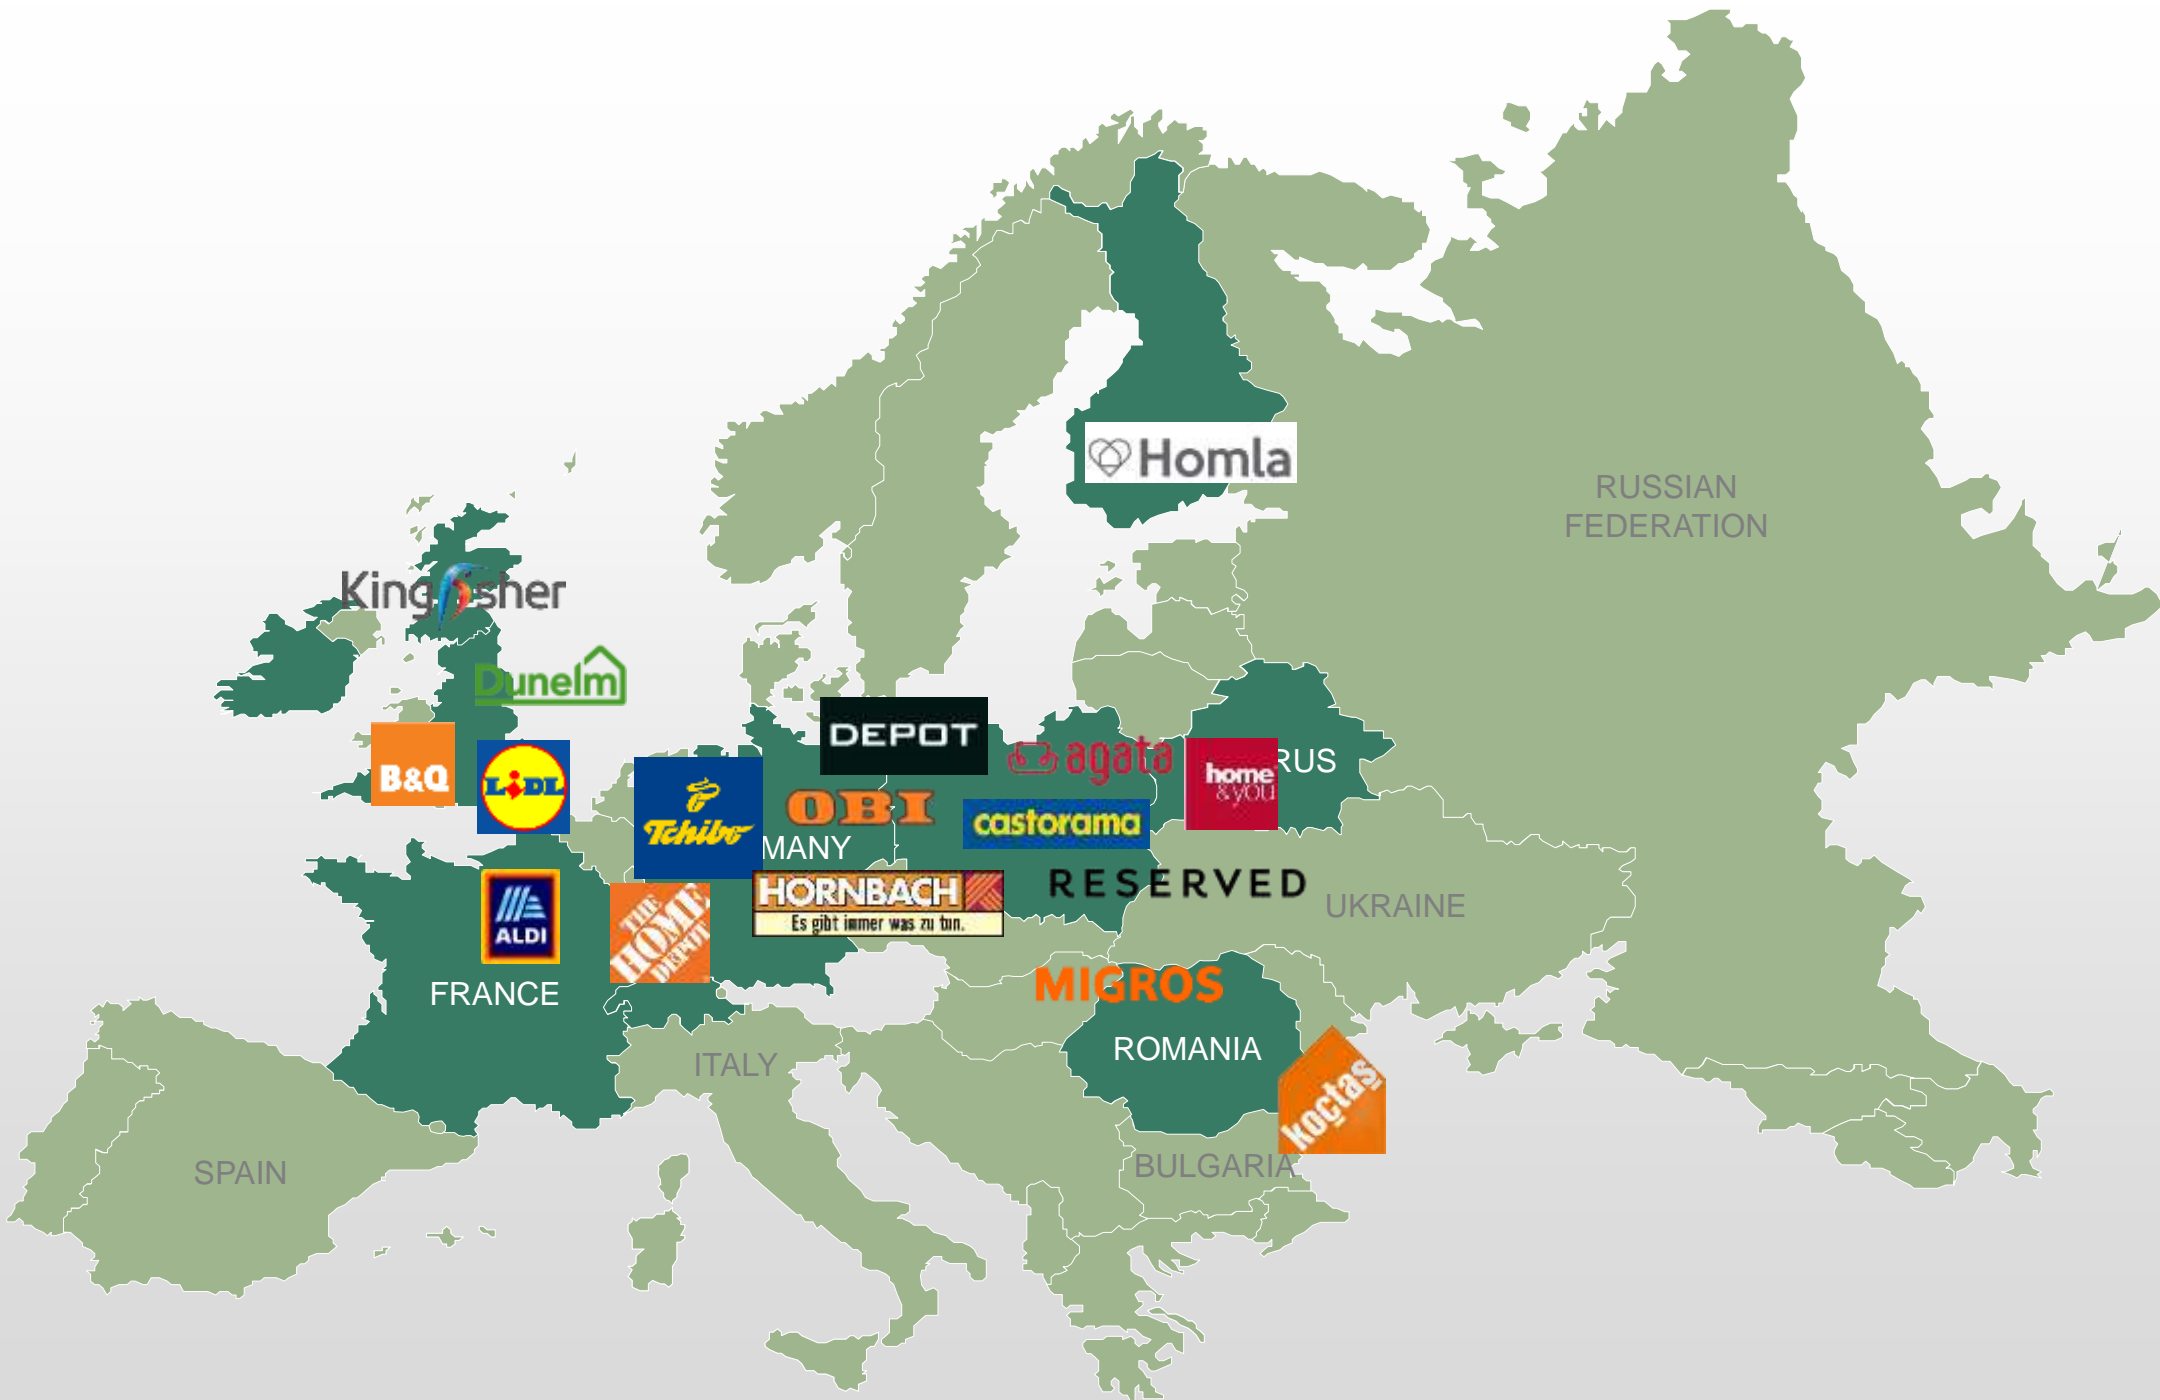 Homla
RUSSIAN
FEDERATION
Kingfisher
Dunelm
DEPOT
agata
B&Q
LiDL
Tchibo
OBI
castorama
home
&you
RUS
MANY
HORNBACH
Es gibt immer was zu tun.
RESERVED
UKRAINE
ALDI
THE
HOME
DEPOT
FRANCE
MIGROS
ROMANIA
ITALY
koçtaş
BULGARIA
SPAIN